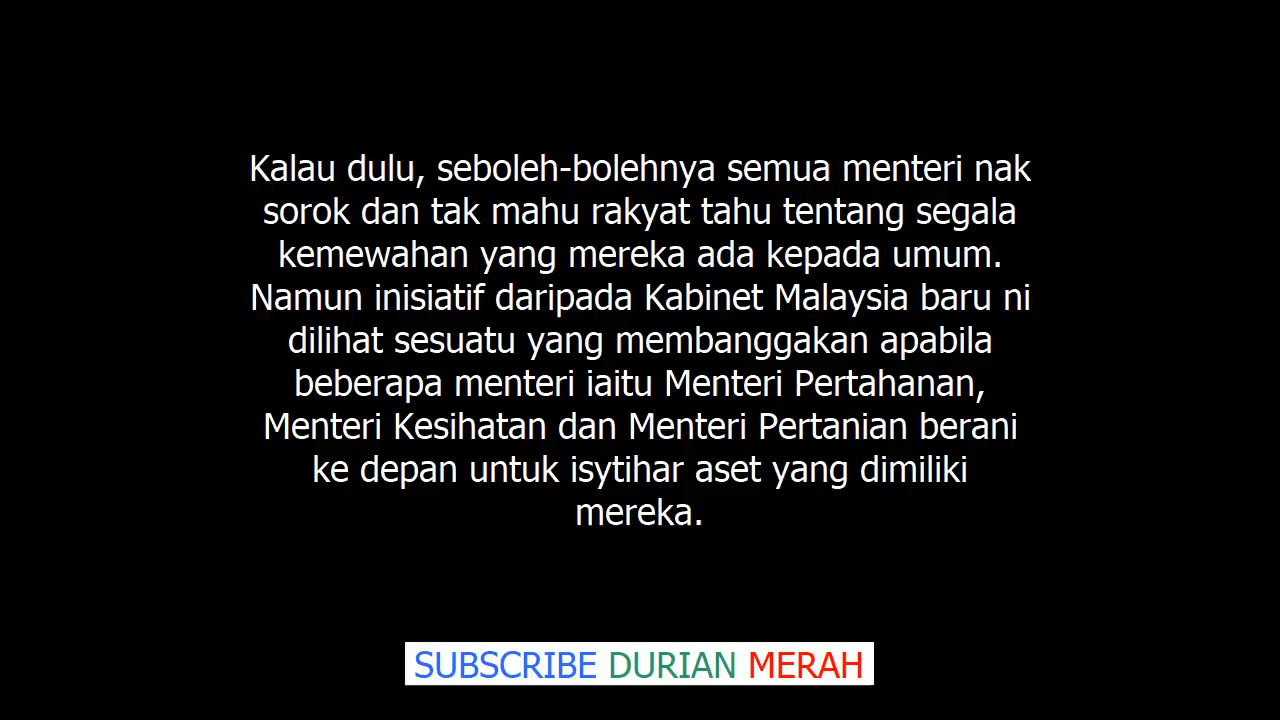 Kalau dulu, seboleh-bolehnya semua menteri nak
sorok dan tak mahu rakyat tahu tentang segala
kemewahan yang mereka ada kepada umum.
Namun inisiatif daripada Kabinet Malaysia baru ni
dilihat sesuatu yang membanggakan apabila
beberapa menteri iaitu Menteri Pertahanan,
Menteri Kesihatan dan Menteri Pertanian berani
ke depan untuk isytihar aset yang dimiliki
mereka.
SUBSCRIBE DURIAN MERAH